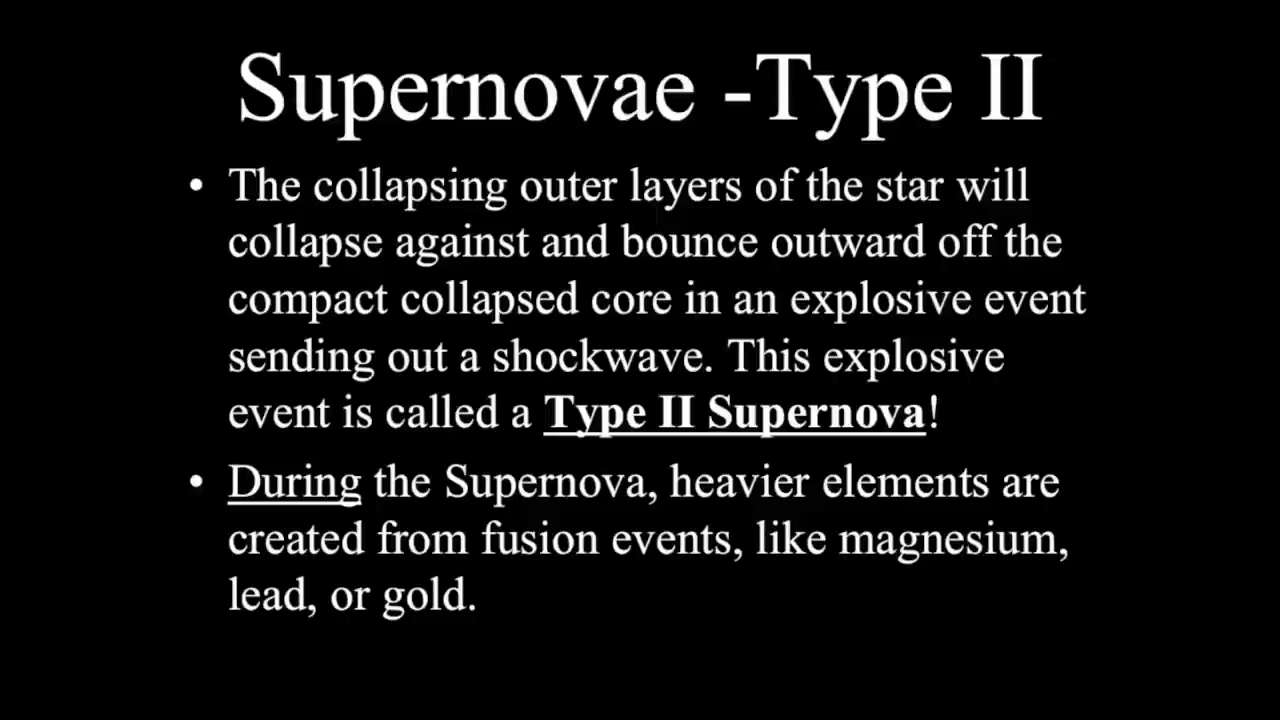 Supernovae -Type II
• The collapsing outer layers of the star will
collapse against and bounce outward off the
compact collapsed core in an explosive event
sending out a shockwave. This explosive
event is called a Type II Supernova!
• During the Supernova, heavier elements are
created from fusion events, like magnesium,
lead, or gold.